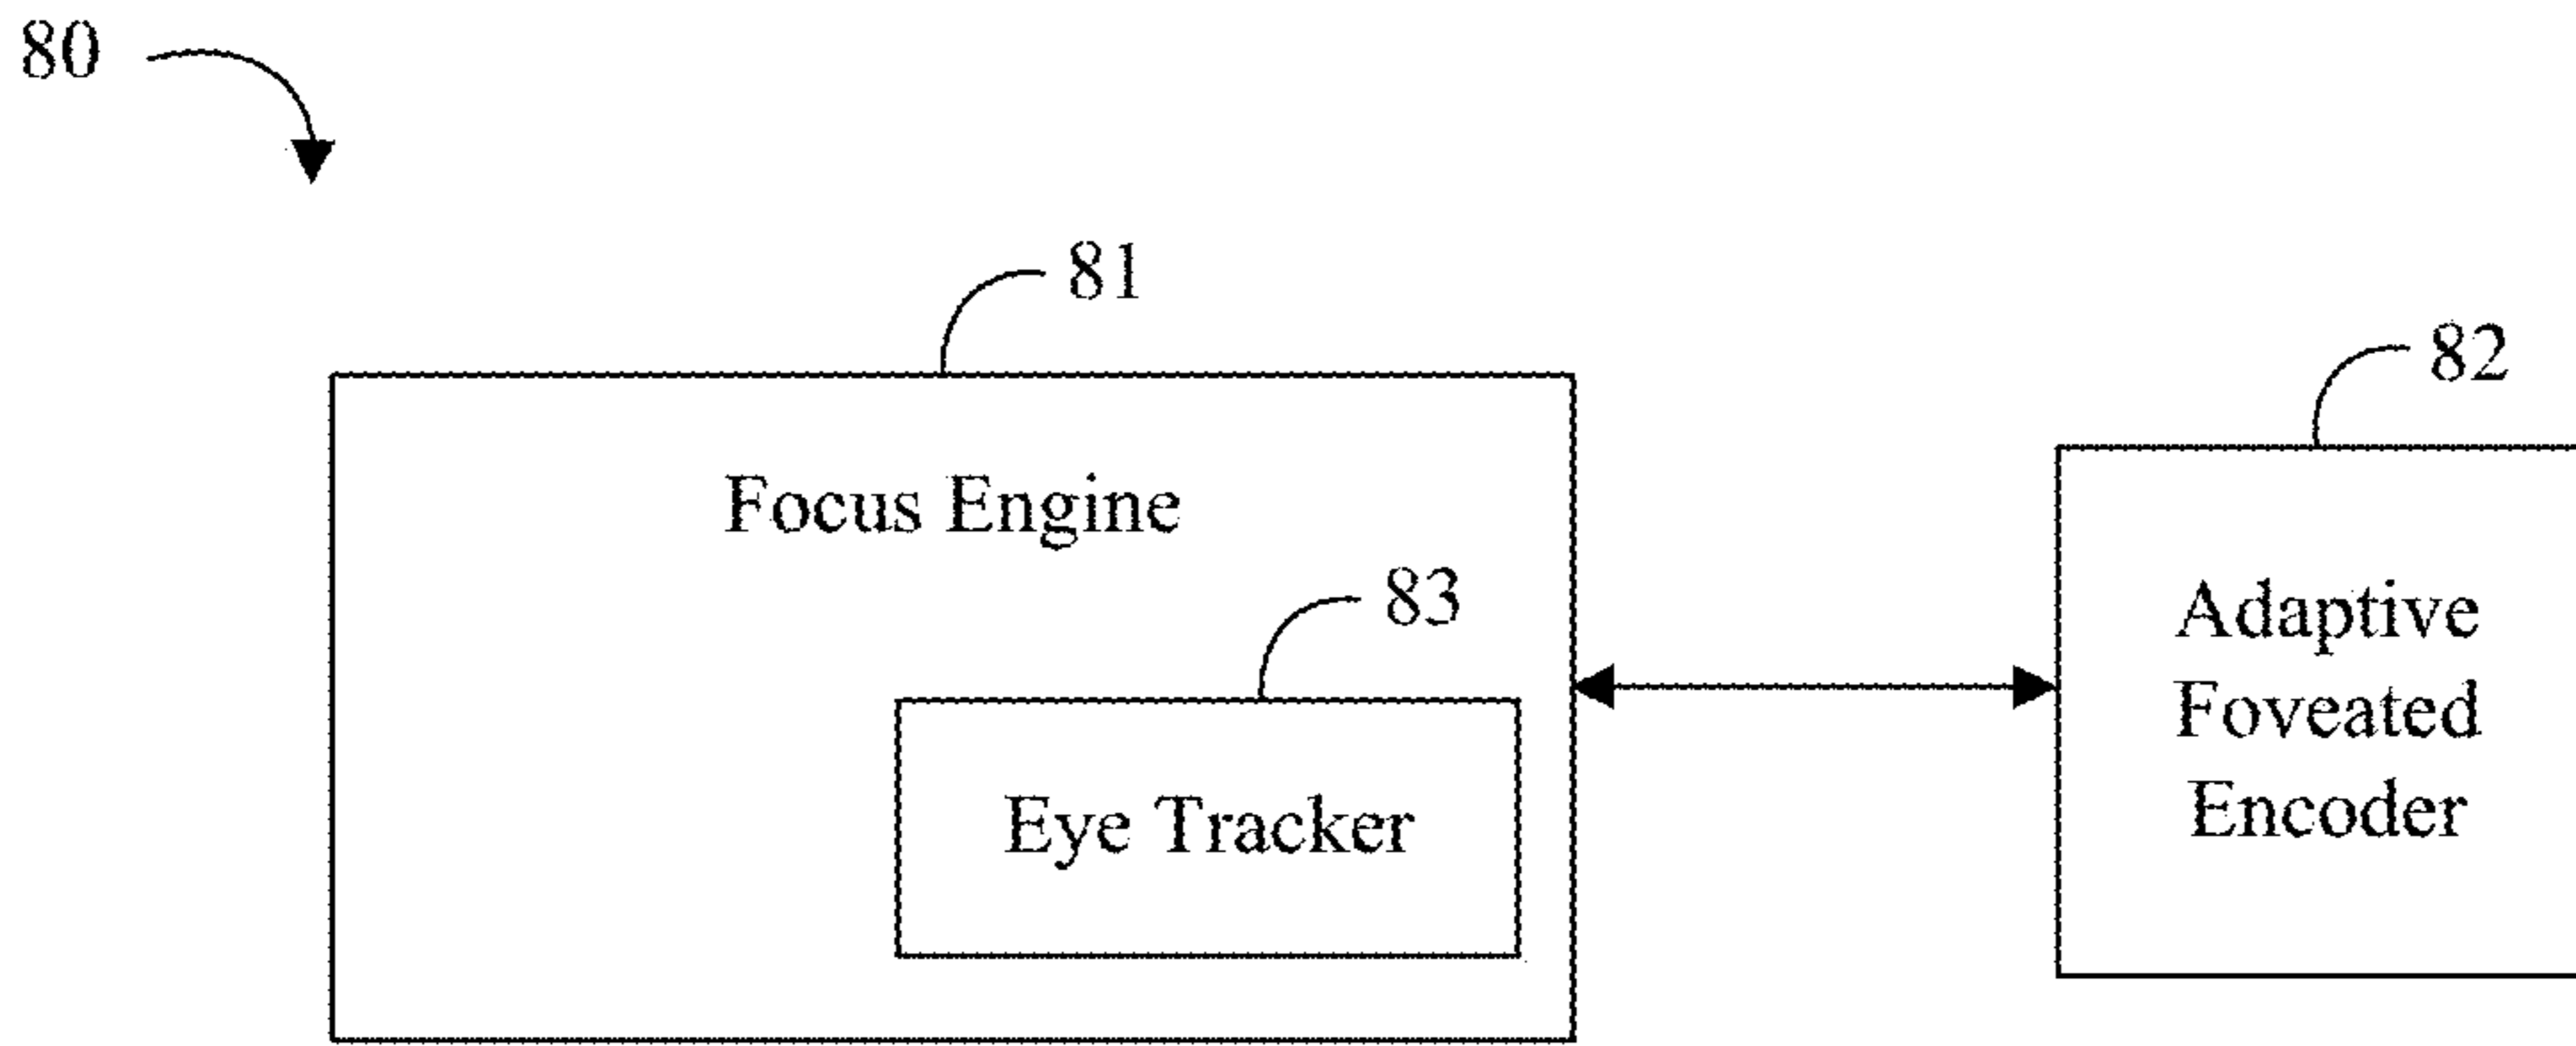 80
81
82
Focus Engine
83
Adaptive
Foveated
Encoder
Eye Tracker